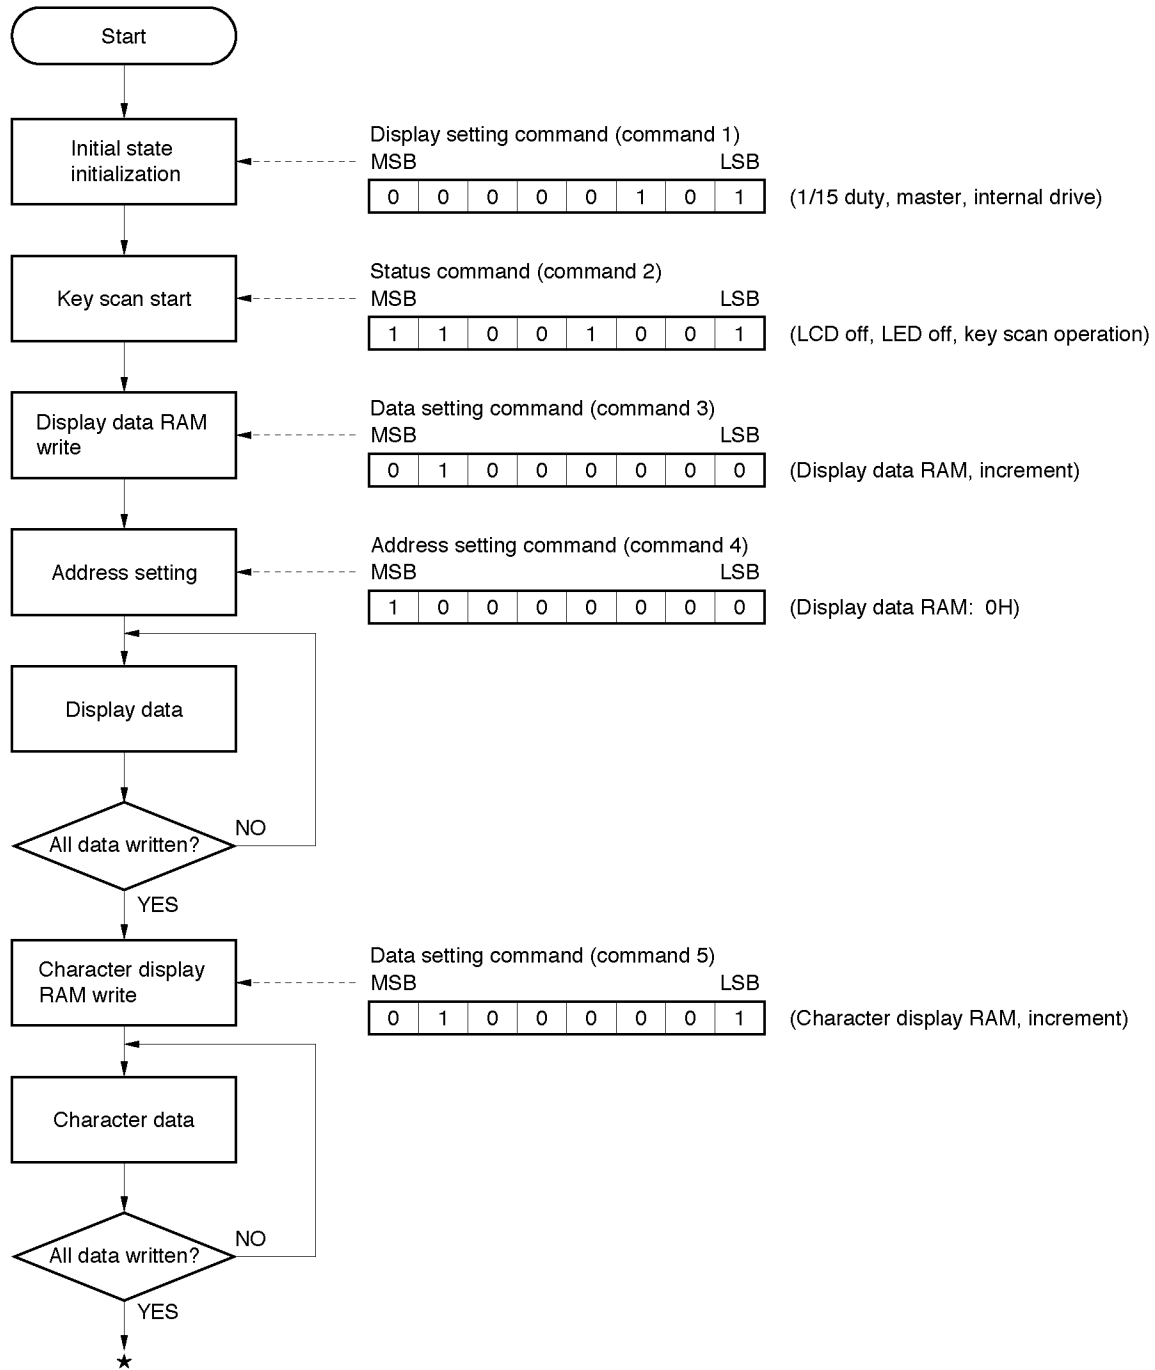 Start
Initial state
initialization
Display setting command (command 1)
MSB LSB
0 0 0 0 0 1 0 1 (1/15 duty, master, internal drive)
Key scan start
Status command (command 2)
MSB LSB
1 1 0 0 1 0 0 1 (LCD off, LED off, key scan operation)
Display data RAM
write
Data setting command (command 3)
MSB LSB
0 1 0 0 0 0 0 0 (Display data RAM, increment)
Address setting
Address setting command (command 4)
MSB LSB
1 0 0 0 0 0 0 0 (Display data RAM: 0H)
Display data
All data written?
NO
YES
Character display
RAM write
Data setting command (command 5)
MSB LSB
0 1 0 0 0 0 0 1 (Character display RAM, increment)
Character data
All data written?
NO
YES
★